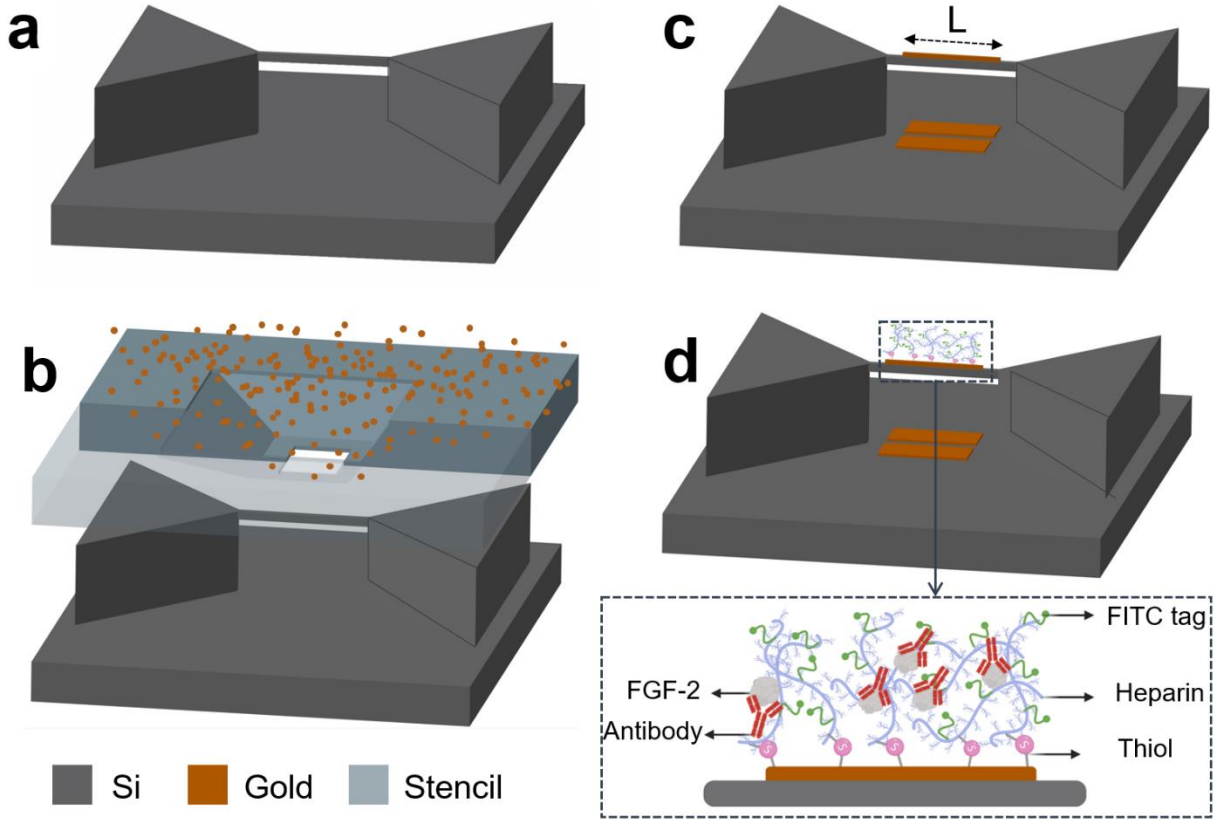 a
b
Si
Gold
Stencil
c
L
d
FITC tag
FGF-2
Heparin
Antibody
Thiol
S
S
S
S
S